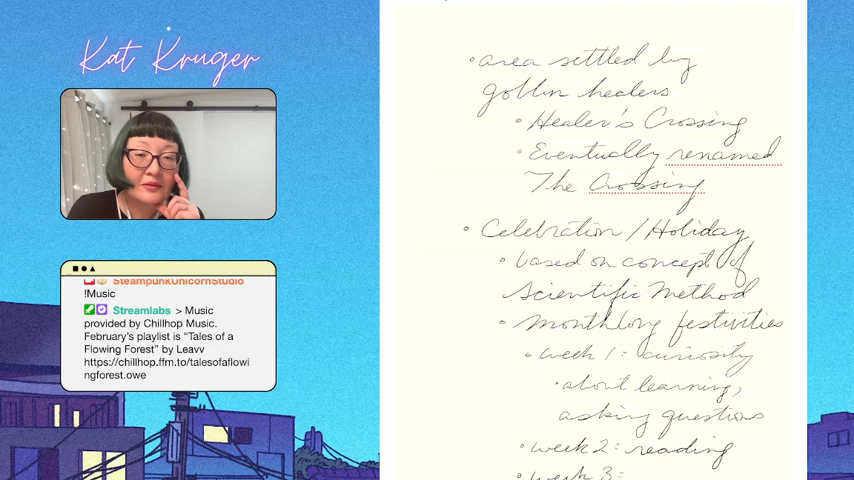 Kat Kruger
SteampunkUnicornStudio
!Music
Streamlabs > Music
provided by Chillhop Music.
February's playlist is "Tales of a
Flowing Forest" by Leavv
https://chillhop.ffm.to/talesofaflowi
ngforest.owe
• area settled by
goblin healers
• Healer's Crossing
• Eventually renamed
The Crossing
• Celebration / Holiday
• based on concept of
Scientific Method
• monthlong festivities
• week 1: curiosity
• about learning,
asking questions
• week 2: reading
• week 3: